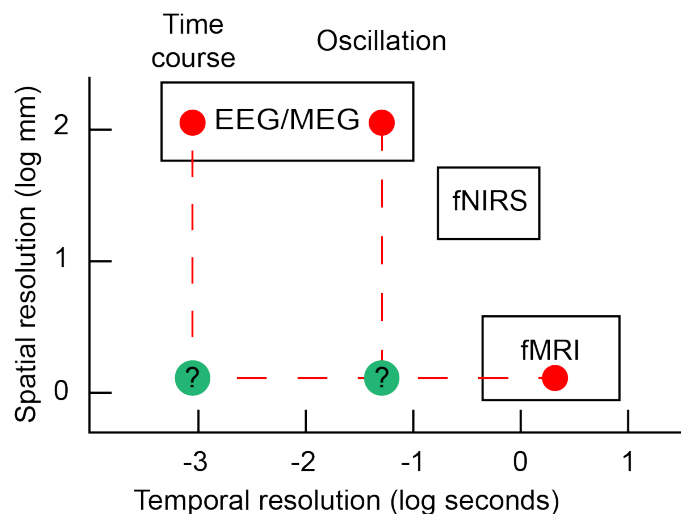 Time
course
Oscillation
Spatial resolution (log mm)
2
1
0
EEG/MEG
fNIRS
fMRI
?
?
-3
-2
-1
0
1
Temporal resolution (log seconds)